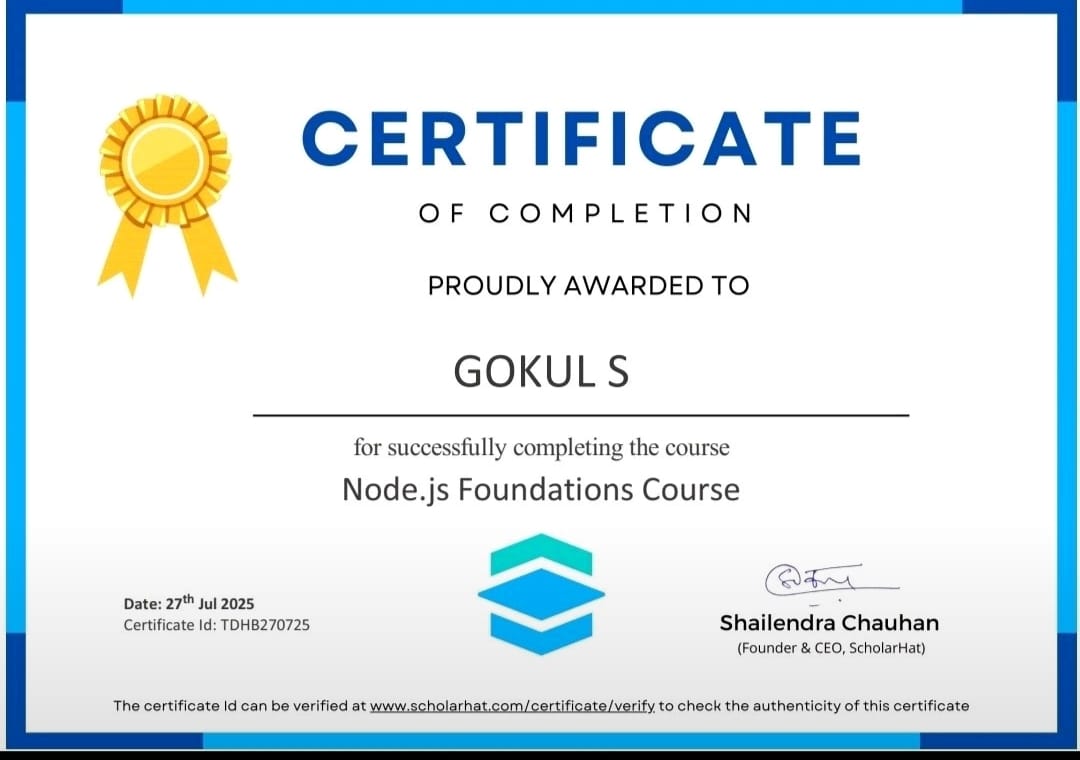 CERTIFICATE
OF COMPLETION
PROUDLY AWARDED TO
GOKUL S
for successfully completing the course
Node.js Foundations Course
Date: 27th Jul 2025
Certificate Id: TDHB270725
Shailendra Chauhan
(Founder & CEO, ScholarHat)
The certificate Id can be verified at www.scholarhat.com/certificate/verify to check the authenticity of this certificate